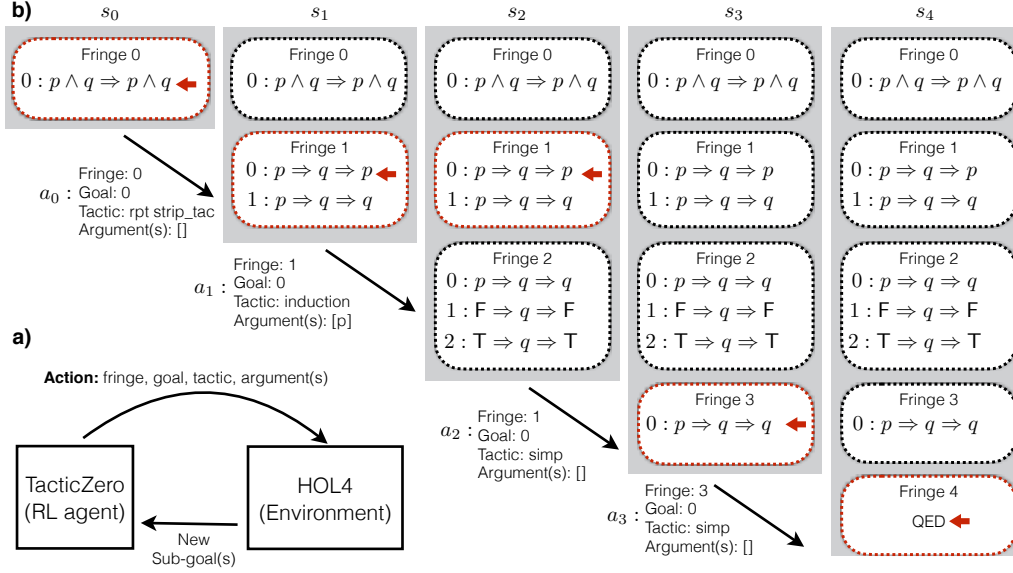 b)
s0
s1
s2
s3
s4
Fringe 0
0 : p ∧ q ⇒ p ∧ q
Fringe 0
0 : p ∧ q ⇒ p ∧ q
Fringe 1
0 : p ⇒ q ⇒ p
1 : p ⇒ q ⇒ q
Fringe 0
0 : p ∧ q ⇒ p ∧ q
Fringe 1
0 : p ⇒ q ⇒ p
1 : p ⇒ q ⇒ q
Fringe 2
0 : p ⇒ q ⇒ q
1 : F ⇒ q ⇒ F
2 : T ⇒ q ⇒ T
Fringe 0
0 : p ∧ q ⇒ p ∧ q
Fringe 1
0 : p ⇒ q ⇒ p
1 : p ⇒ q ⇒ q
Fringe 2
0 : p ⇒ q ⇒ q
1 : F ⇒ q ⇒ F
2 : T ⇒ q ⇒ T
Fringe 3
0 : p ⇒ q ⇒ q
Fringe 0
0 : p ∧ q ⇒ p ∧ q
Fringe 1
0 : p ⇒ q ⇒ p
1 : p ⇒ q ⇒ q
Fringe 2
0 : p ⇒ q ⇒ q
1 : F ⇒ q ⇒ F
2 : T ⇒ q ⇒ T
Fringe 3
0 : p ⇒ q ⇒ q
Fringe 4
QED
a0 :
Fringe: 0
Goal: 0
Tactic: rpt strip_tac
Argument(s): []
a1 :
Fringe: 1
Goal: 0
Tactic: induction
Argument(s): [p]
a2 :
Fringe: 1
Goal: 0
Tactic: simp
Argument(s): []
a3 :
Fringe: 3
Goal: 0
Tactic: simp
Argument(s): []
a)
Action: fringe, goal, tactic, argument(s)
TacticZero
(RL agent)
HOL4
(Environment)
New
Sub-goal(s)